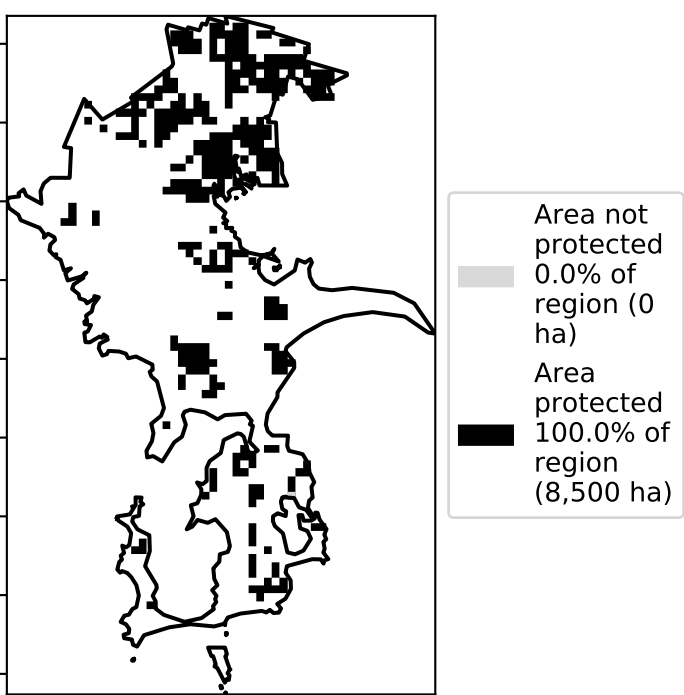 Area not
protected
0.0% of
region (0
ha)
Area
protected
100.0% of
region
(8,500 ha)